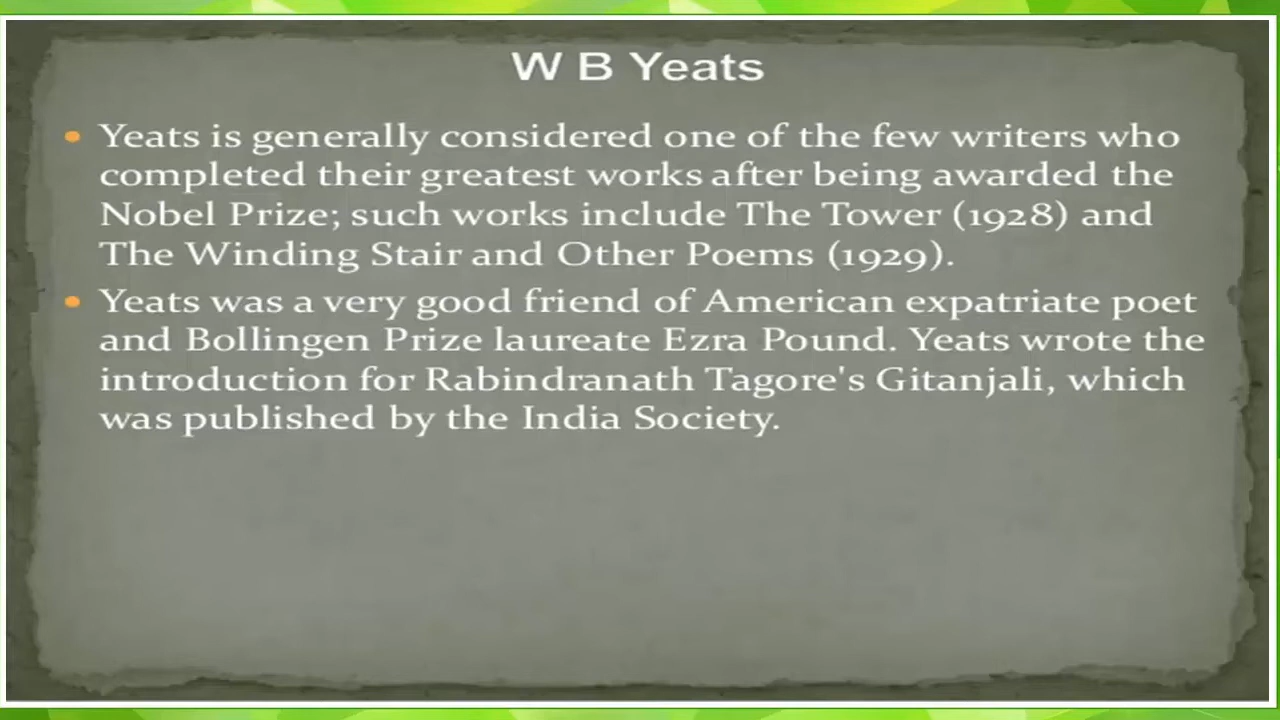 W B Yeats
Yeats is generally considered one of the few writers who
completed their greatest works after being awarded the
Nobel Prize; such works include The Tower (1928) and
The Winding Stair and Other Poems (1929).
Yeats was a very good friend of American expatriate poet
and Bollingen Prize laureate Ezra Pound. Yeats wrote the
introduction for Rabindranath Tagore's Gitanjali, which
was published by the India Society.